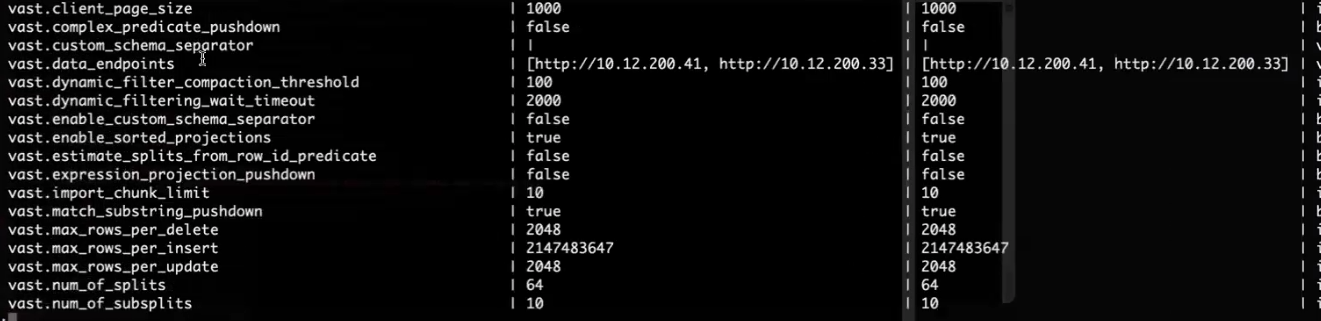 vast.client_page_size | 1000 | 1000 | i
vast.complex_predicate_pushdown | false | false | b
vast.custom_schema_separator | | | | |
vast.data_endpoints | [http://10.12.200.41, http://10.12.200.33] | [http://10.12.200.41, http://10.12.200.33] |
vast.dynamic_filter_compaction_threshold | 100 | 100 | i
vast.dynamic_filtering_wait_timeout | 2000 | 2000 | i
vast.enable_custom_schema_separator | false | false | b
vast.enable_sorted_projections | true | true | b
vast.estimate_splits_from_row_id_predicate | false | false | b
vast.expression_projection_pushdown | false | false | b
vast.import_chunk_limit | 10 | 10 | i
vast.match_substring_pushdown | true | true | b
vast.max_rows_per_delete | 2048 | 2048 | i
vast.max_rows_per_insert | 2147483647 | 2147483647 | i
vast.max_rows_per_update | 2048 | 2048 | i
vast.num_of_splits | 64 | 64 | i
vast.num_of_subsplits | 10 | 10 | i
: